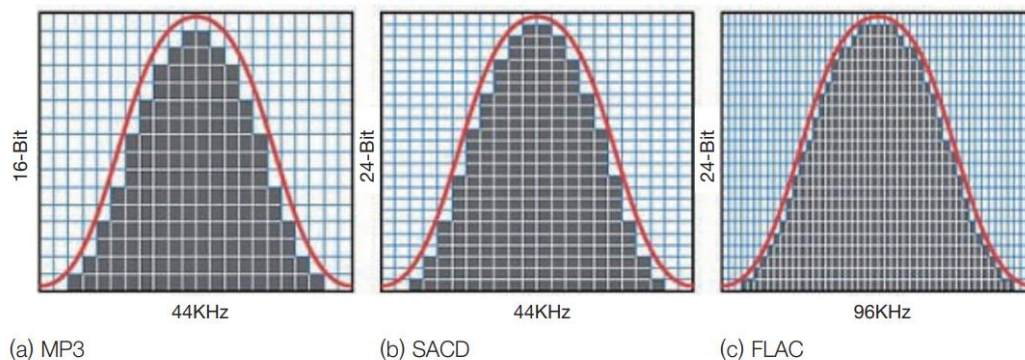 16-Bit
44KHz
(a) MP3
24-Bit
44KHz
(b) SACD
24-Bit
96KHz
(c) FLAC